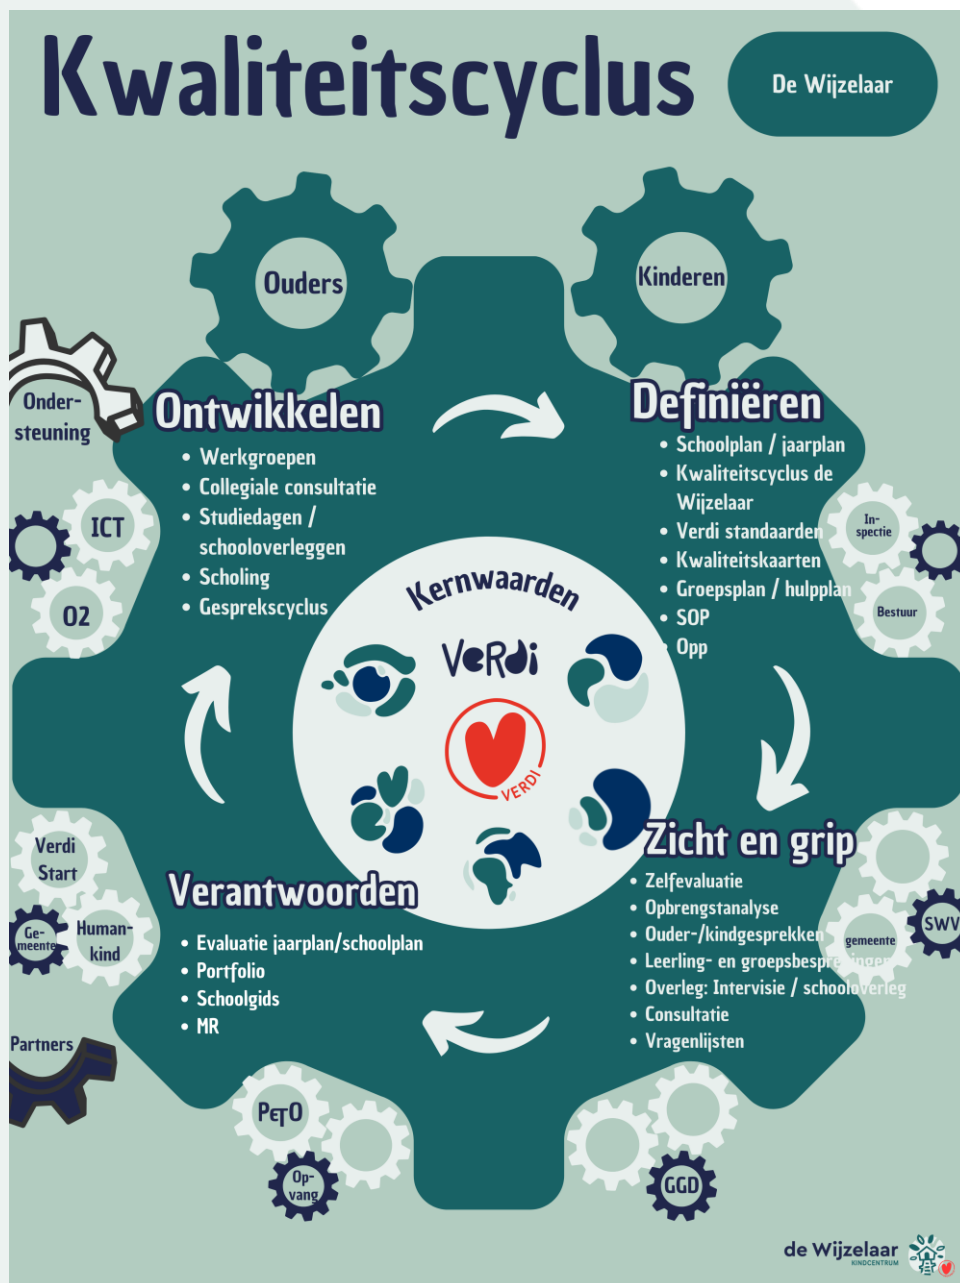 Kwaliteitscyclus
De Wijzelaar
Ouders
Kinderen
Onder-
steuning
Ontwikkelen
• Werkgroepen
• Collegiale consultatie
• Studiedagen /
schooloverleggen
• Scholing
• Gesprekscyclus
Definiëren
• Schoolplan / jaarplan
• Kwaliteitscyclus de
Wijzelaar
• Verdi standaarden
• Kwaliteitskaarten
• Groepsplan / hulpplan
• SOP
• Opp
ICT
O2
In-
spectie
Bestuur
Kernwaarden
VeRdi
VERDI
Zicht en grip
• Zelfevaluatie
• Opbrengstanalyse
• Ouder-/kindgesprekken
• Leerling- en groepsbesprekingen
• Overleg: Intervisie / schooloverleg
• Consultatie
• Vragenlijsten
gemeente
SWV
Verantwoorden
• Evaluatie jaarplan/schoolplan
• Portfolio
• Schoolgids
• MR
Verdi
Start
Ge-
meente
Human-
kind
Partners
PeTO
Op-
vang
GGD
de Wijzelaar
KINDCENTRUM